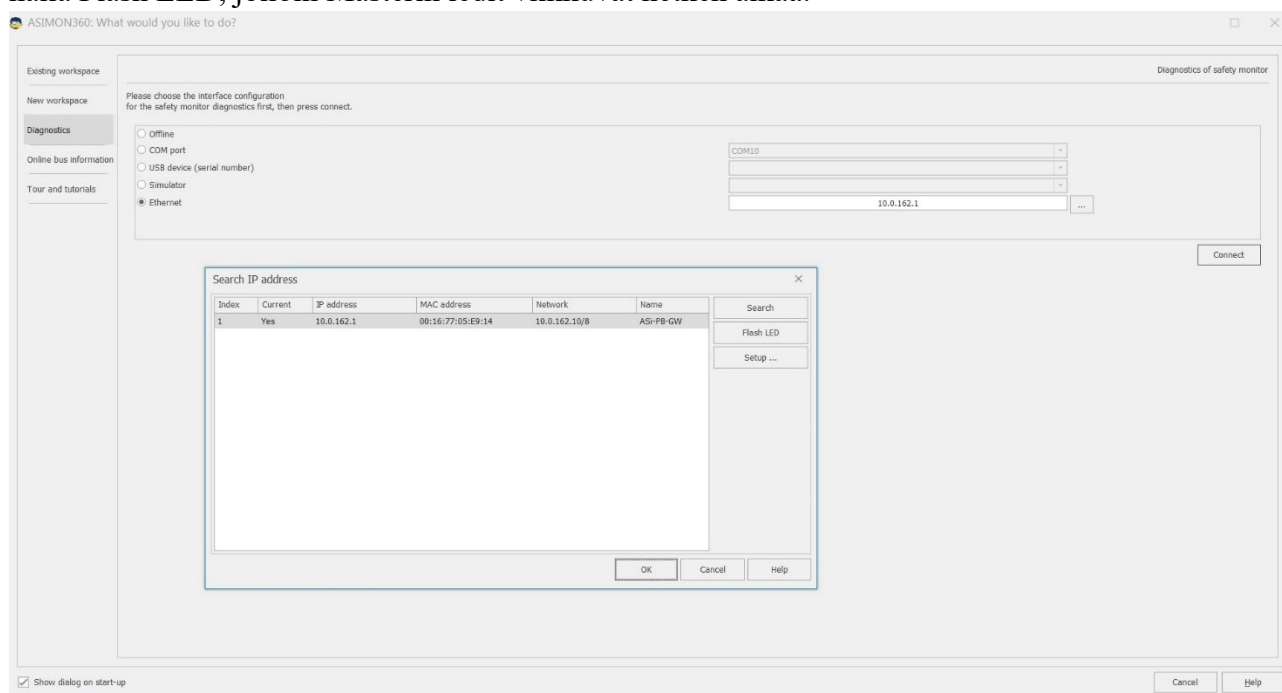 ASIMON360: What would you like to do?
Existing workspace
New workspace
Diagnostics
Online bus information
Tour and tutorials
Diagnostics of safety monitor
Please choose the interface configuration
for the safety monitor diagnostics first, then press connect.
Offline
COM port
COM10
USB device (serial number)
Simulator
Ethernet
10.0.162.1
...
Connect
Search IP address
Index Current IP address MAC address Network Name
1 Yes 10.0.162.1 00:16:77:05:E9:14 10.0.162.10/8 ASi-PB-GW
Search
Flash LED
Setup ...
OK Cancel Help
Show dialog on start-up
Cancel Help